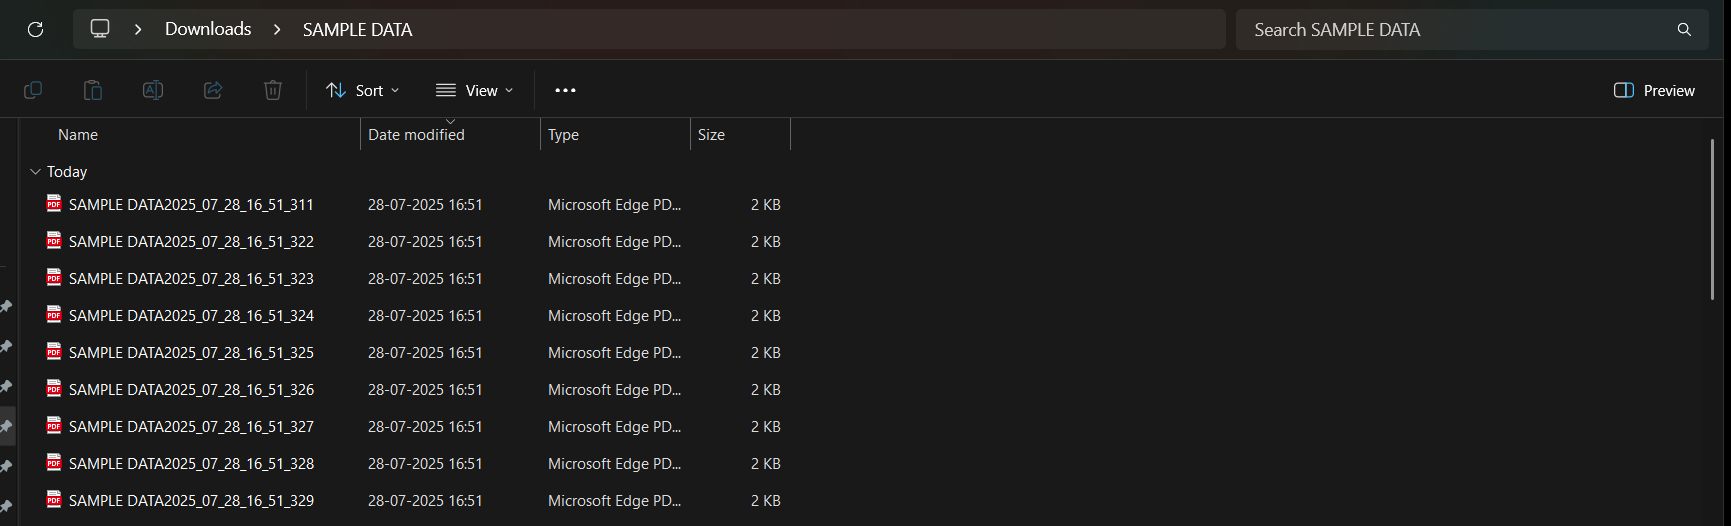 Downloads > SAMPLE DATA Search SAMPLE DATA
Sort View ••• Preview
Name Date modified Type Size
Today
SAMPLE DATA2025_07_28_16_51_311 28-07-2025 16:51 Microsoft Edge PD... 2 KB
SAMPLE DATA2025_07_28_16_51_322 28-07-2025 16:51 Microsoft Edge PD... 2 KB
SAMPLE DATA2025_07_28_16_51_323 28-07-2025 16:51 Microsoft Edge PD... 2 KB
SAMPLE DATA2025_07_28_16_51_324 28-07-2025 16:51 Microsoft Edge PD... 2 KB
SAMPLE DATA2025_07_28_16_51_325 28-07-2025 16:51 Microsoft Edge PD... 2 KB
SAMPLE DATA2025_07_28_16_51_326 28-07-2025 16:51 Microsoft Edge PD... 2 KB
SAMPLE DATA2025_07_28_16_51_327 28-07-2025 16:51 Microsoft Edge PD... 2 KB
SAMPLE DATA2025_07_28_16_51_328 28-07-2025 16:51 Microsoft Edge PD... 2 KB
SAMPLE DATA2025_07_28_16_51_329 28-07-2025 16:51 Microsoft Edge PD... 2 KB